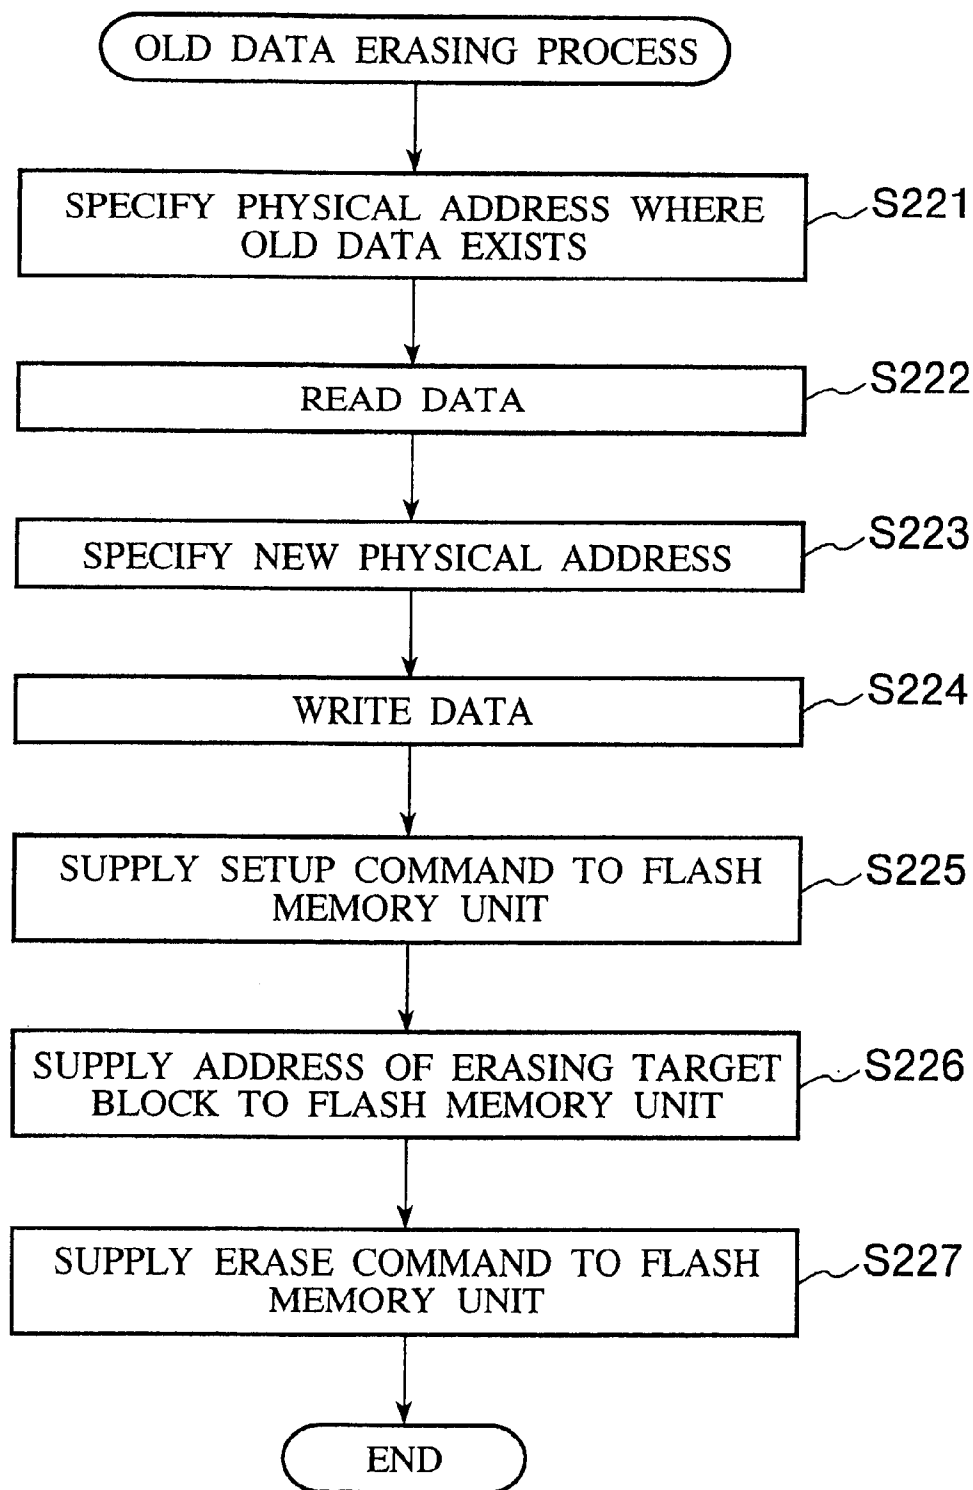 OLD DATA ERASING PROCESS
SPECIFY PHYSICAL ADDRESS WHERE
OLD DATA EXISTS
S221
READ DATA
S222
SPECIFY NEW PHYSICAL ADDRESS
S223
WRITE DATA
S224
SUPPLY SETUP COMMAND TO FLASH
MEMORY UNIT
S225
SUPPLY ADDRESS OF ERASING TARGET
BLOCK TO FLASH MEMORY UNIT
S226
SUPPLY ERASE COMMAND TO FLASH
MEMORY UNIT
S227
END